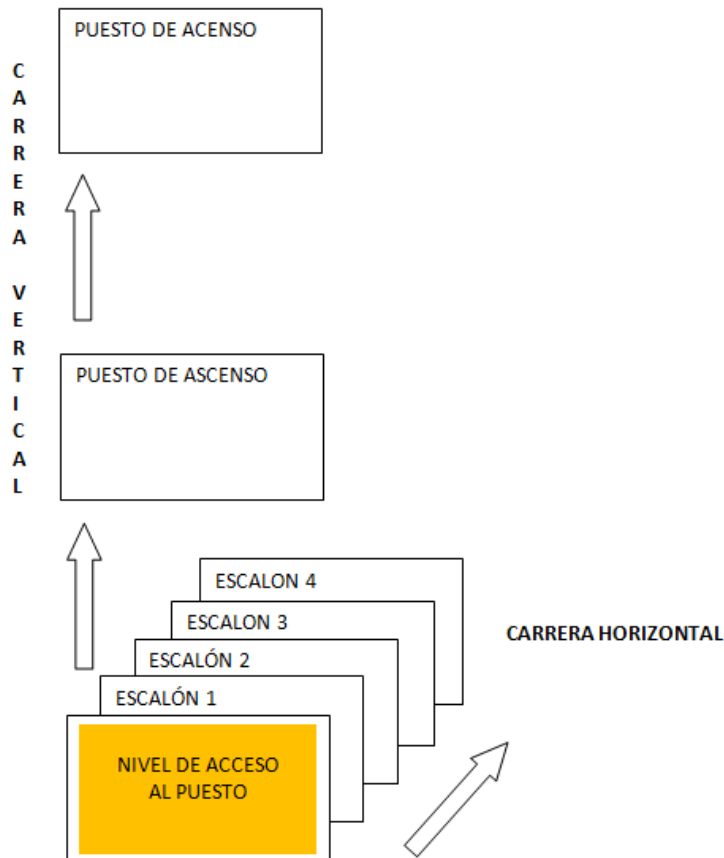 PUESTO DE ACENSO
CARRERA VERTICAL
PUESTO DE ASCENSO
ESCALON 4
ESCALON 3
CARRERA HORIZONTAL
ESCALÓN 2
ESCALÓN 1
NIVEL DE ACCESO
AL PUESTO